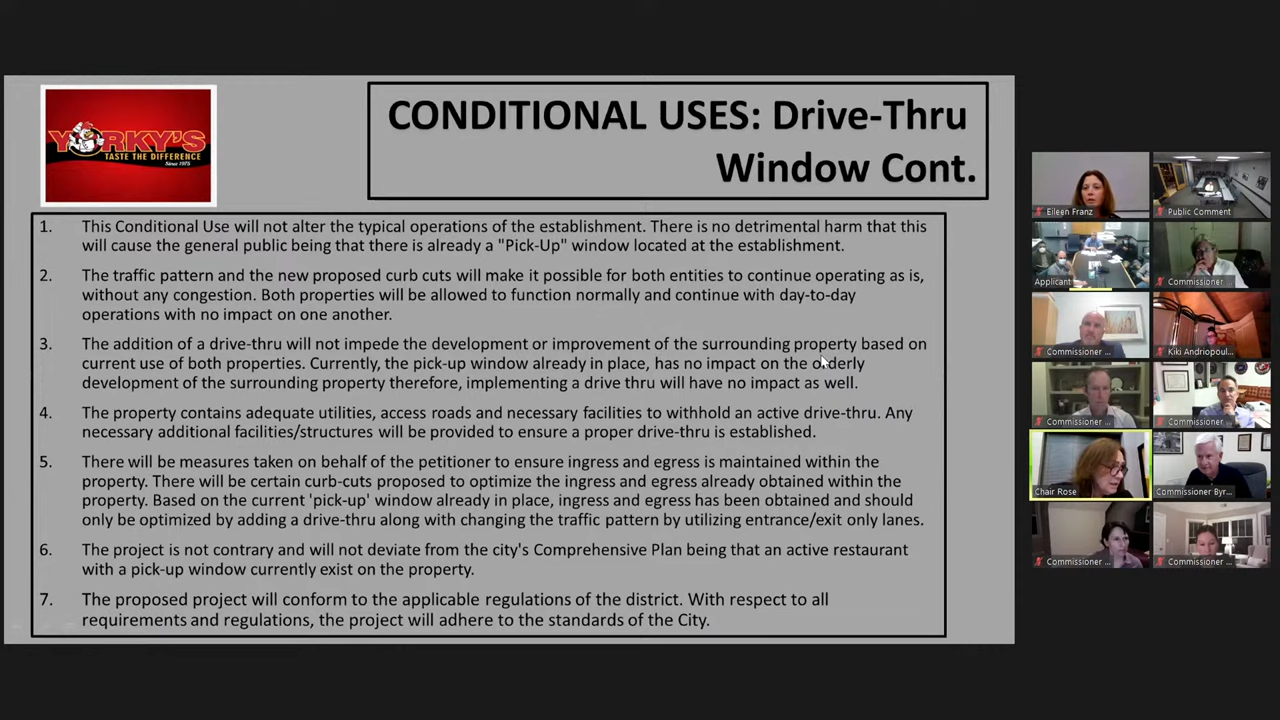 YORKY'S
TASTE THE DIFFERENCE
Since 1975
CONDITIONAL USES: Drive-Thru
Window Cont.
1. This Conditional Use will not alter the typical operations of the establishment. There is no detrimental harm that this
will cause the general public being that there is already a "Pick-Up" window located at the establishment.
2. The traffic pattern and the new proposed curb cuts will make it possible for both entities to continue operating as is,
without any congestion. Both properties will be allowed to function normally and continue with day-to-day
operations with no impact on one another.
3. The addition of a drive-thru will not impede the development or improvement of the surrounding property based on
current use of both properties. Currently, the pick-up window already in place, has no impact on the orderly
development of the surrounding property therefore, implementing a drive thru will have no impact as well.
4. The property contains adequate utilities, access roads and necessary facilities to withhold an active drive-thru. Any
necessary additional facilities/structures will be provided to ensure a proper drive-thru is established.
5. There will be measures taken on behalf of the petitioner to ensure ingress and egress is maintained within the
property. There will be certain curb-cuts proposed to optimize the ingress and egress already obtained within the
property. Based on the current 'pick-up' window already in place, ingress and egress has been obtained and should
only be optimized by adding a drive-thru along with changing the traffic pattern by utilizing entrance/exit only lanes.
6. The project is not contrary and will not deviate from the city's Comprehensive Plan being that an active restaurant
with a pick-up window currently exist on the property.
7. The proposed project will conform to the applicable regulations of the district. With respect to all
requirements and regulations, the project will adhere to the standards of the City.
Eileen Franz
Public Comment
Applicant
Commissioner ...
Commissioner ...
Kiki Andriopoul...
Commissioner ...
Commissioner ...
Chair Rose
Commissioner Byr...
Commissioner ...
Commissioner ...